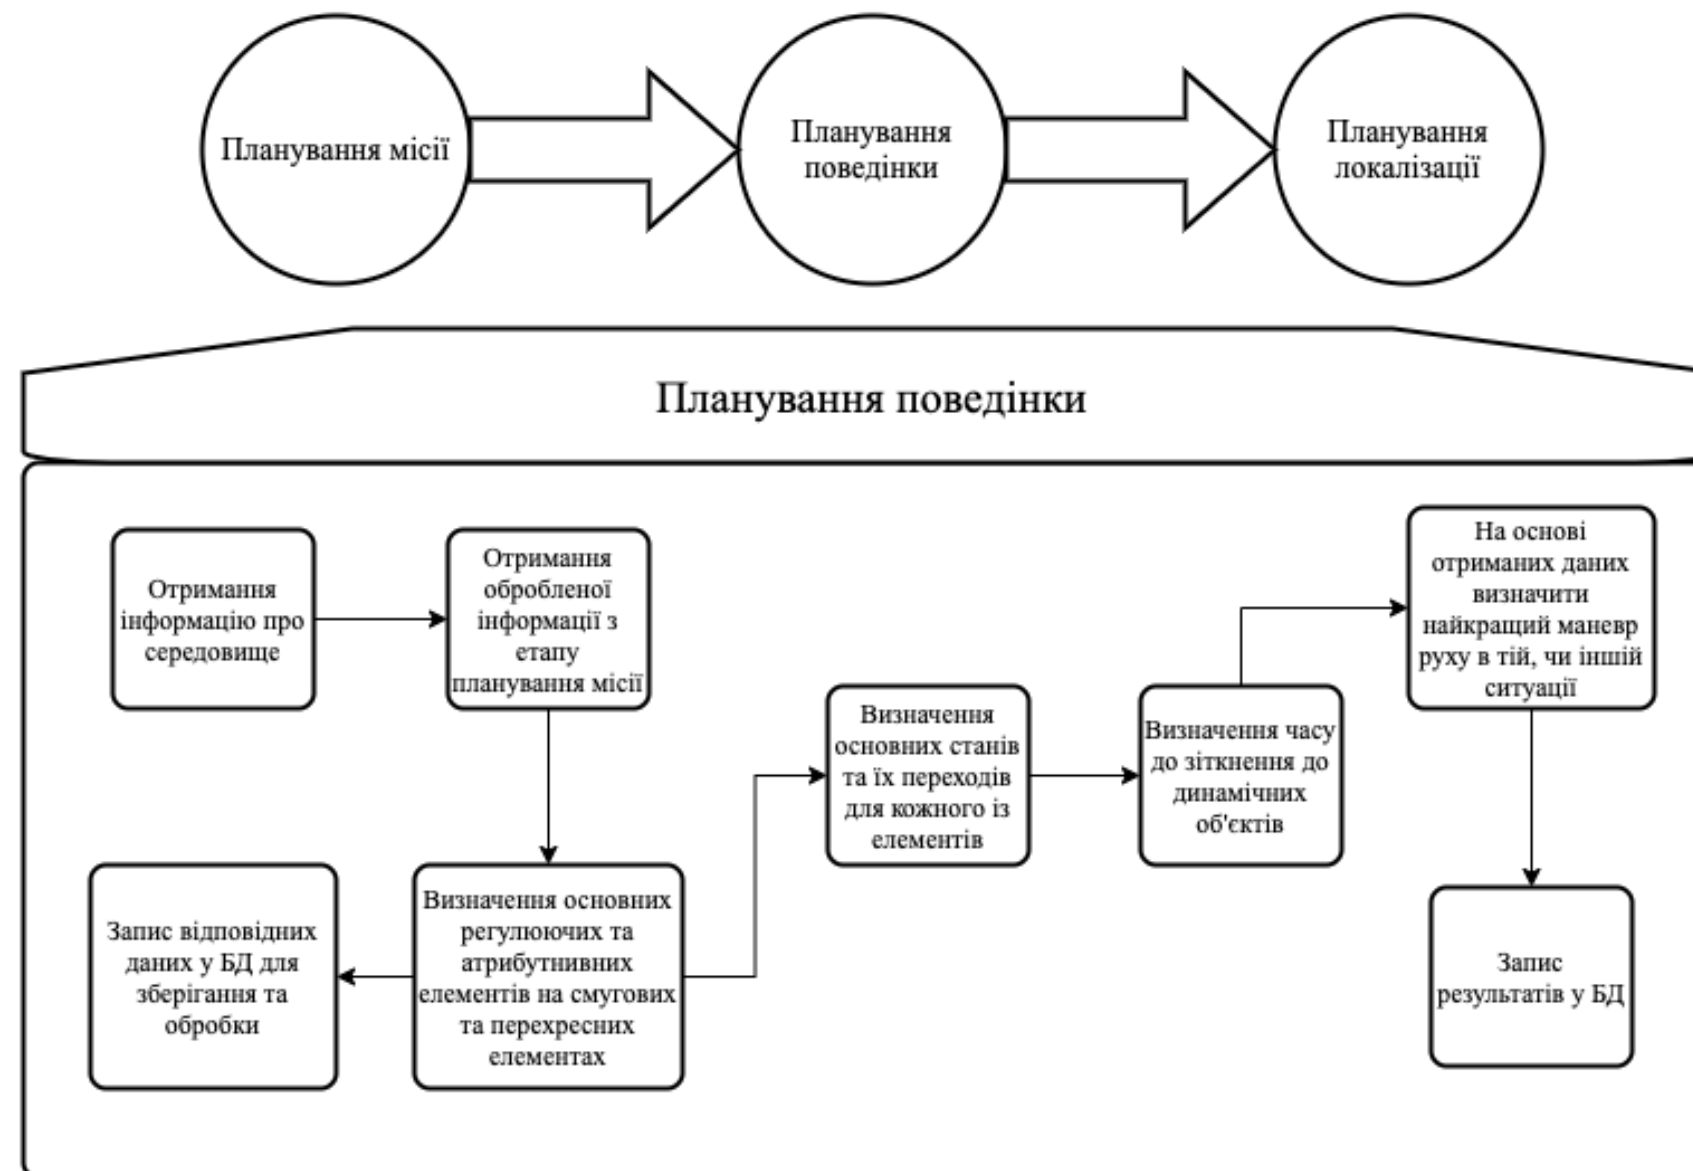 Планування місії
Планування
поведінки
Планування
локалізації
Планування поведінки
Отримання
інформацію про
середовище
Отримання
обробленої
інформації з
етапу
планування місії
Визначення основних
регулюючих та
атрибутнивних
елементів на смугових
та перехресних
елементах
Запис відповідних
даних у БД для
зберігання та
обробки
Визначення
основних станів
та їх переходів
для кожного із
елементів
Визначення часу
до зіткнення до
динамічних
об'єктів
На основі
отриманих даних
визначити
найкращий маневр
руху в тій, чи іншій
ситуації
Запис
результатів у БД